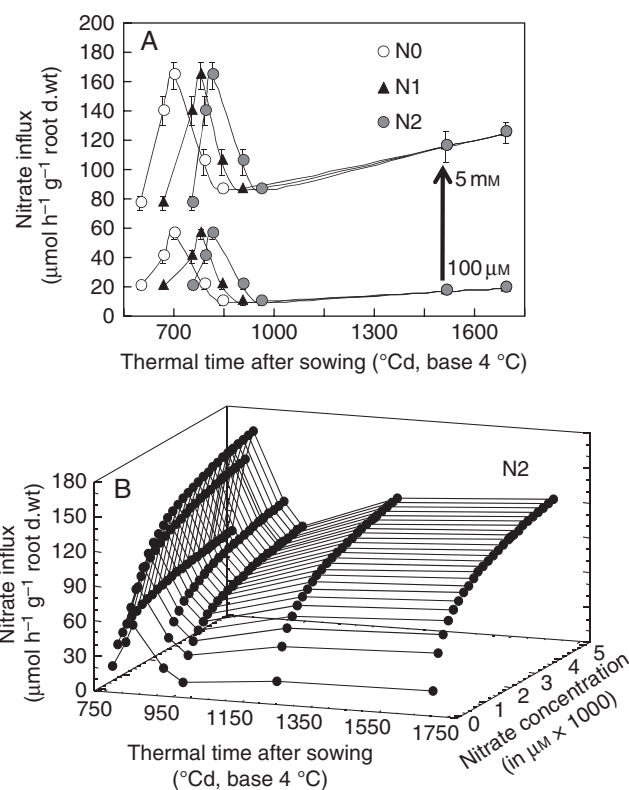 A
N0
N1
N2
200
180
160
140
120
100
80
60
40
20
0
Nitrate influx
(μmol h⁻¹ g⁻¹ root d.wt)
5 mM
100 μM
700 1000 1300 1600
Thermal time after sowing (°Cd, base 4 °C)
B
N2
180
150
120
90
60
30
0
Nitrate influx
(μmol h⁻¹ g⁻¹ root d.wt)
750 950 1150 1350 1550 1750
Thermal time after sowing
(°Cd, base 4 °C)
0 1 2 3 4 5
Nitrate concentration
(in μM × 1000)